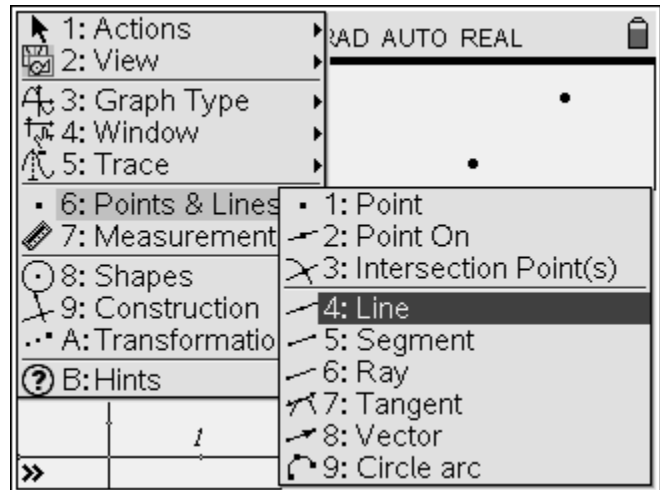 1: Actions
RAD AUTO REAL
2: View
3: Graph Type
4: Window
5: Trace
6: Points & Lines
1: Point
7: Measurement
2: Point On
3: Intersection Point(s)
8: Shapes
9: Construction
4: Line
A: Transformatio
5: Segment
6: Ray
B: Hints
7: Tangent
1
8: Vector
9: Circle arc